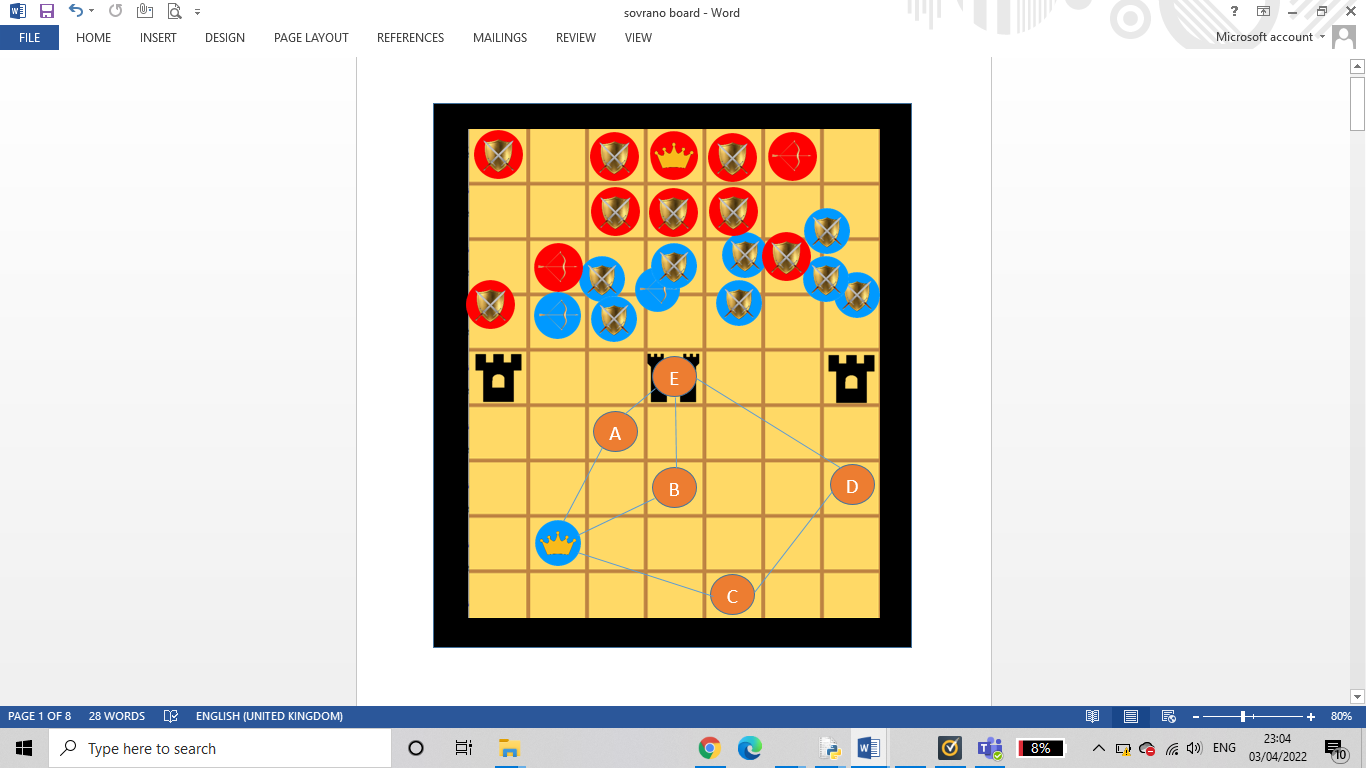 sovrano board - Word
?
FILE HOME INSERT DESIGN PAGE LAYOUT REFERENCES MAILINGS REVIEW VIEW
Microsoft account
E
A
B
D
C
PAGE 1 OF 8 28 WORDS ENGLISH (UNITED KINGDOM) 80%
Type here to search
8%
ENG
23:04
03/04/2022
10